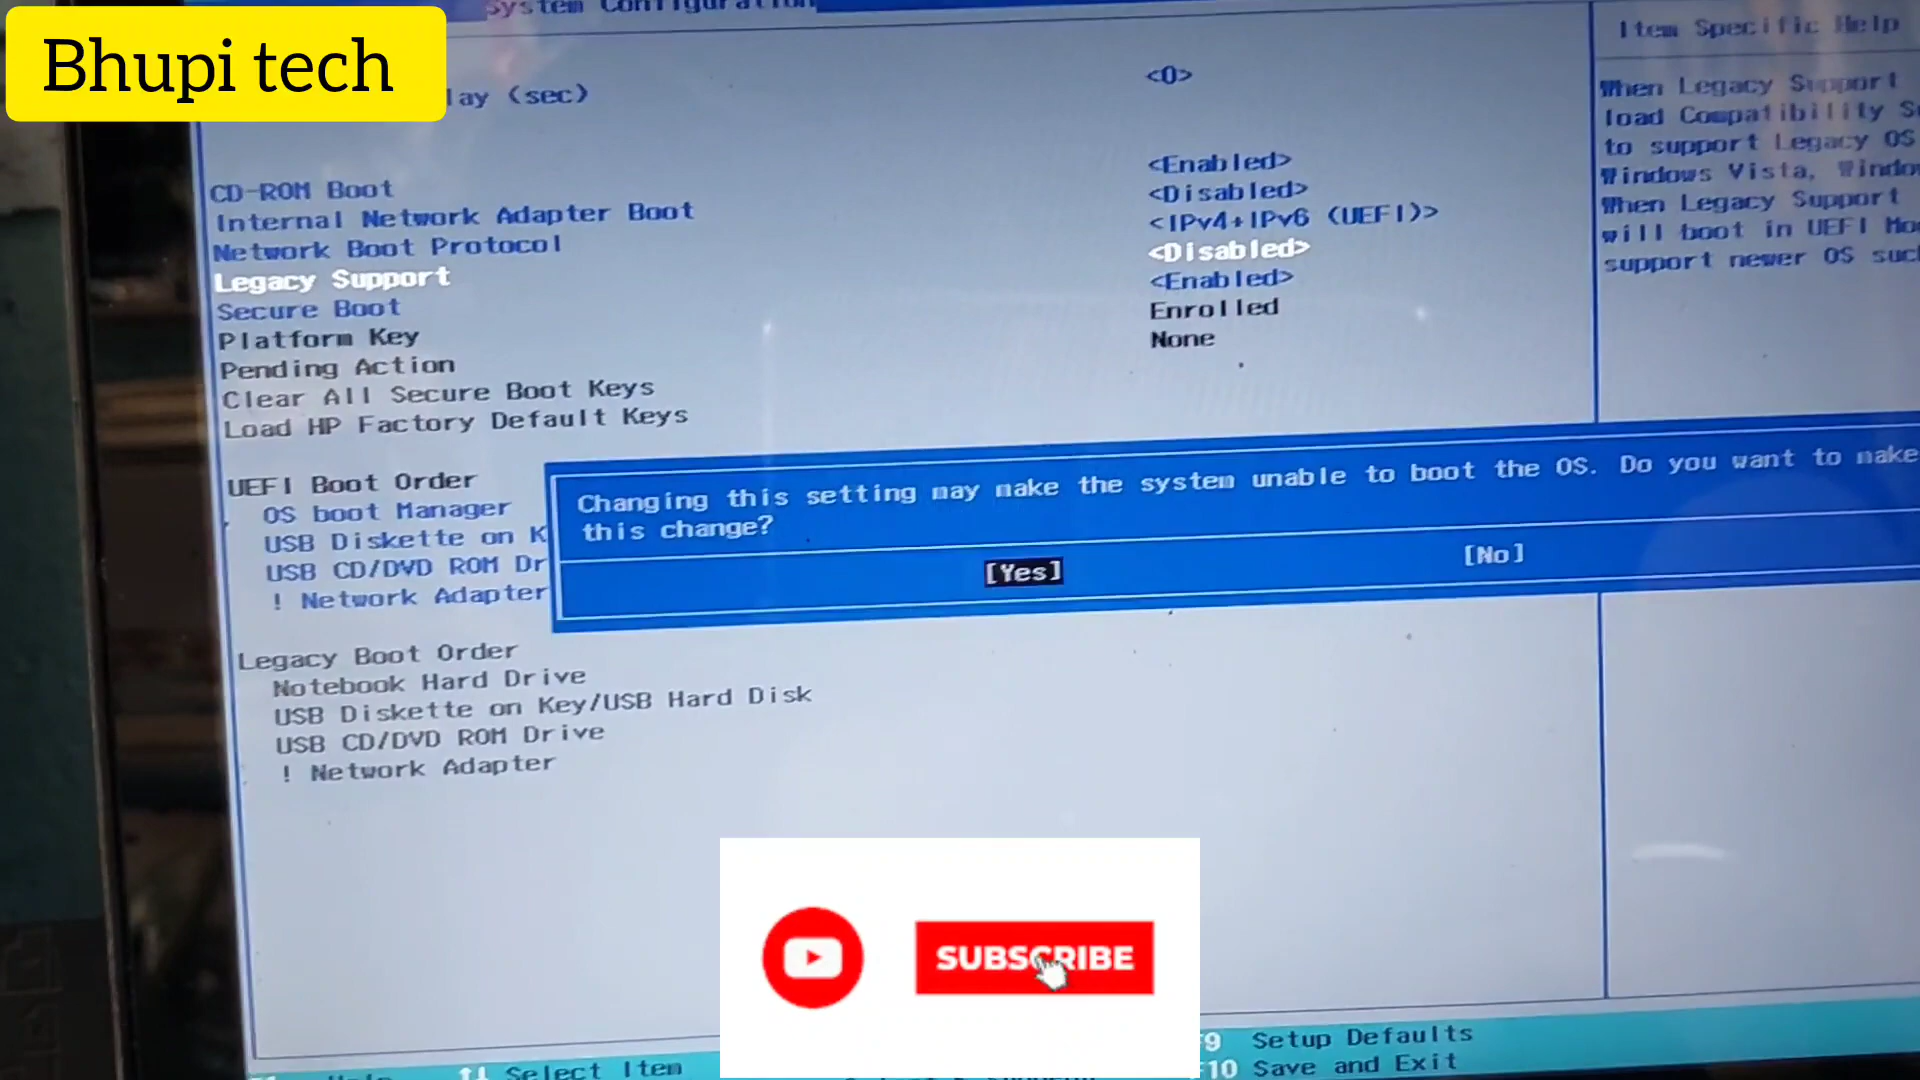 Bhupi tech
System Configuration
Item Specific Help
lay (sec)
<0>
CD-ROM Boot
<Enabled>
Internal Network Adapter Boot
<Disabled>
Network Boot Protocol
<IPv4+IPv6 (UEFI)>
Legacy Support
<Disabled>
Secure Boot
<Enabled>
Platform Key
Enrolled
Pending Action
None
Clear All Secure Boot Keys
Load HP Factory Default Keys
When Legacy Support
load Compatibility
to support Legacy OS
Windows Vista,
When Legacy Support
will boot in UEFI
support newer OS
UEFI Boot Order
OS boot Manager
USB Diskette on K
USB CD/DVD ROM Dr
! Network Adapter
Changing this setting may make the system unable to boot the OS. Do you want to make
this change?
[Yes]
[No]
Legacy Boot Order
Notebook Hard Drive
USB Diskette on Key/USB Hard Disk
USB CD/DVD ROM Drive
! Network Adapter
SUBSCRIBE
F9 Setup Defaults
↑↓ Select Item
F10 Save and Exit